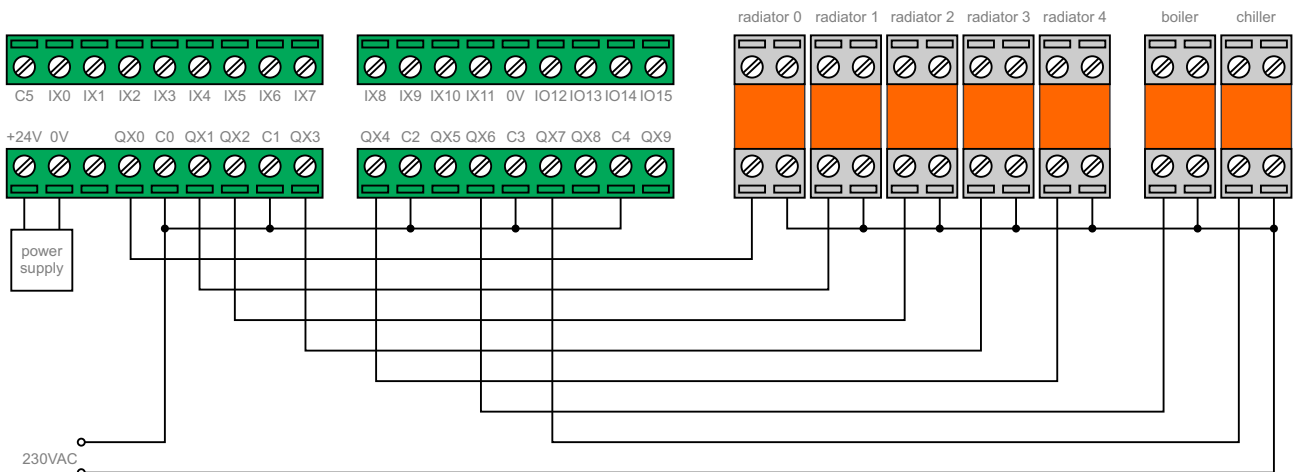 radiator 0 radiator 1 radiator 2 radiator 3 radiator 4 boiler chiller
C5 IX0 IX1 IX2 IX3 IX4 IX5 IX6 IX7 IX8 IX9 IX10 IX11 0V IO12 IO13 IO14 IO15
+24V 0V QX0 C0 QX1 QX2 C1 QX3 QX4 C2 QX5 QX6 C3 QX7 QX8 C4 QX9
power
supply
230VAC